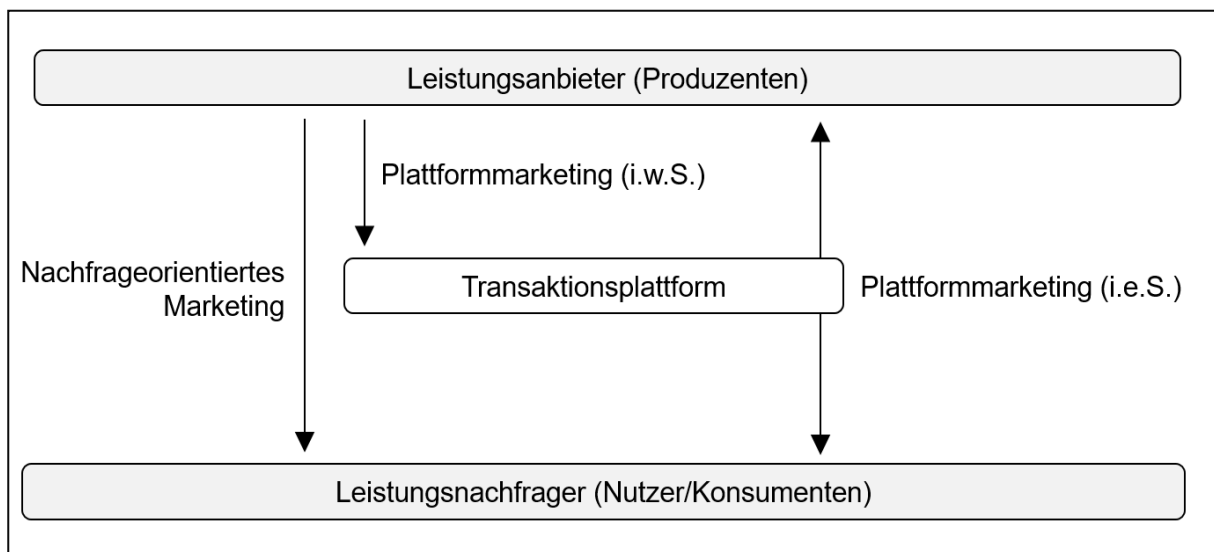 Leistungsanbieter (Produzenten)
Plattformmarketing (i.w.S.)
Nachfrageorientiertes
Marketing
Transaktionsplattform
Plattformmarketing (i.e.S.)
Leistungsnachfrager (Nutzer/Konsumenten)